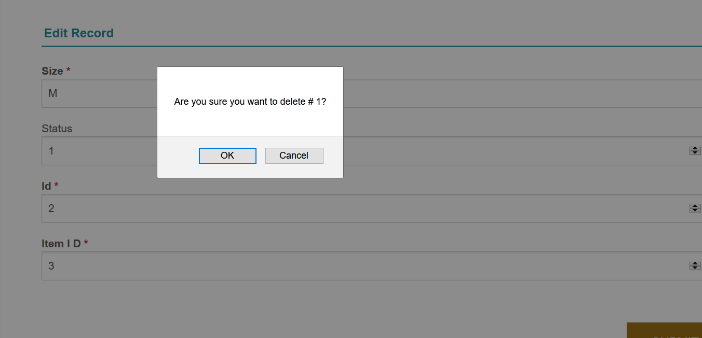 Edit Record
Size *
M
Are you sure you want to delete # 1?
OK Cancel
Status
1
Id *
2
Item I D *
3